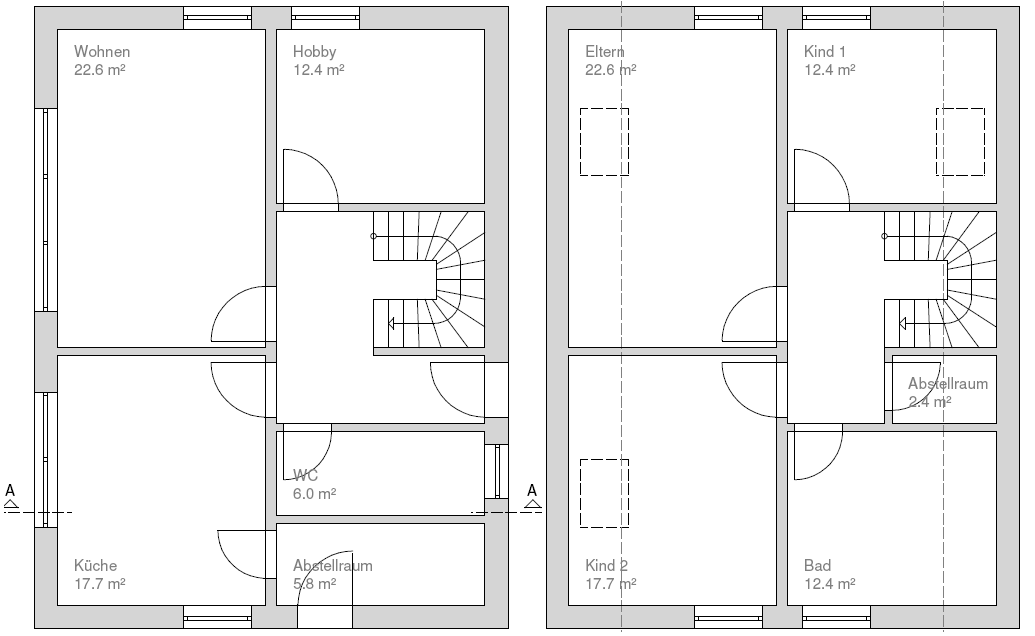 Wohnen
22.6 m²
Hobby
12.4 m²
Eltern
22.6 m²
Kind 1
12.4 m²
Abstellraum
2.4 m²
WC
6.0 m²
A
A
Küche
17.7 m²
Abstellraum
5.8 m²
Kind 2
17.7 m²
Bad
12.4 m²